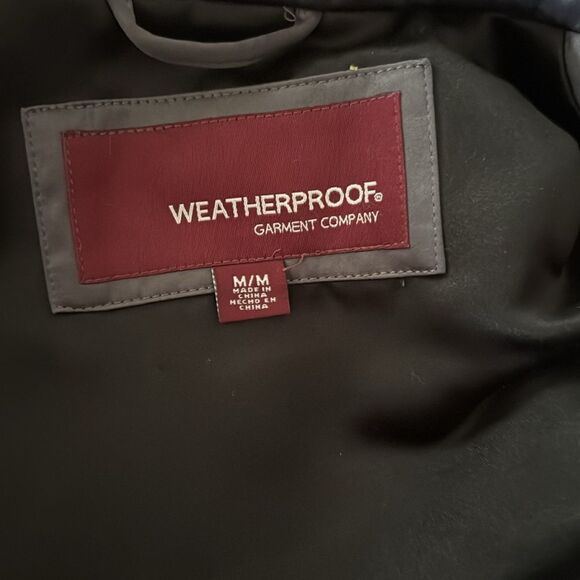 WEATHERPROOF®
GARMENT COMPANY
M/M
MADE IN
CHINA
HECHO EN
CHINA